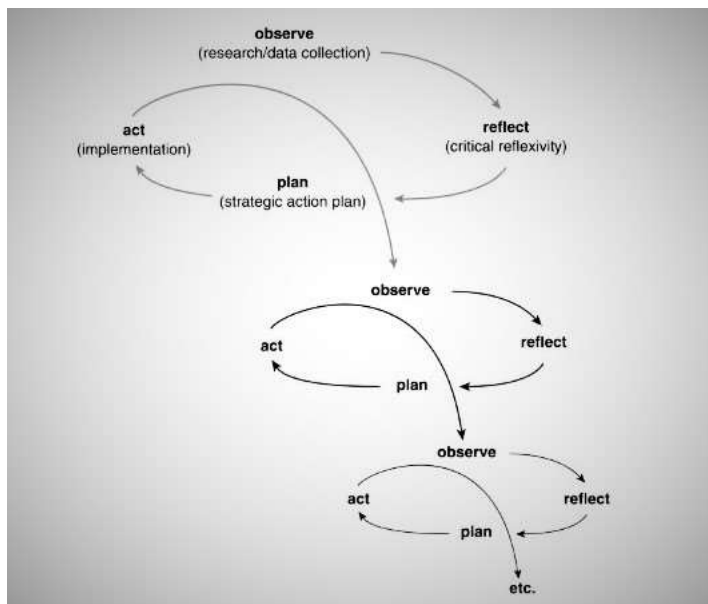 observe
(research/data collection)
reflect
(critical reflexivity)
plan
(strategic action plan)
act
(implementation)
observe
reflect
plan
act
observe
reflect
plan
act
etc.